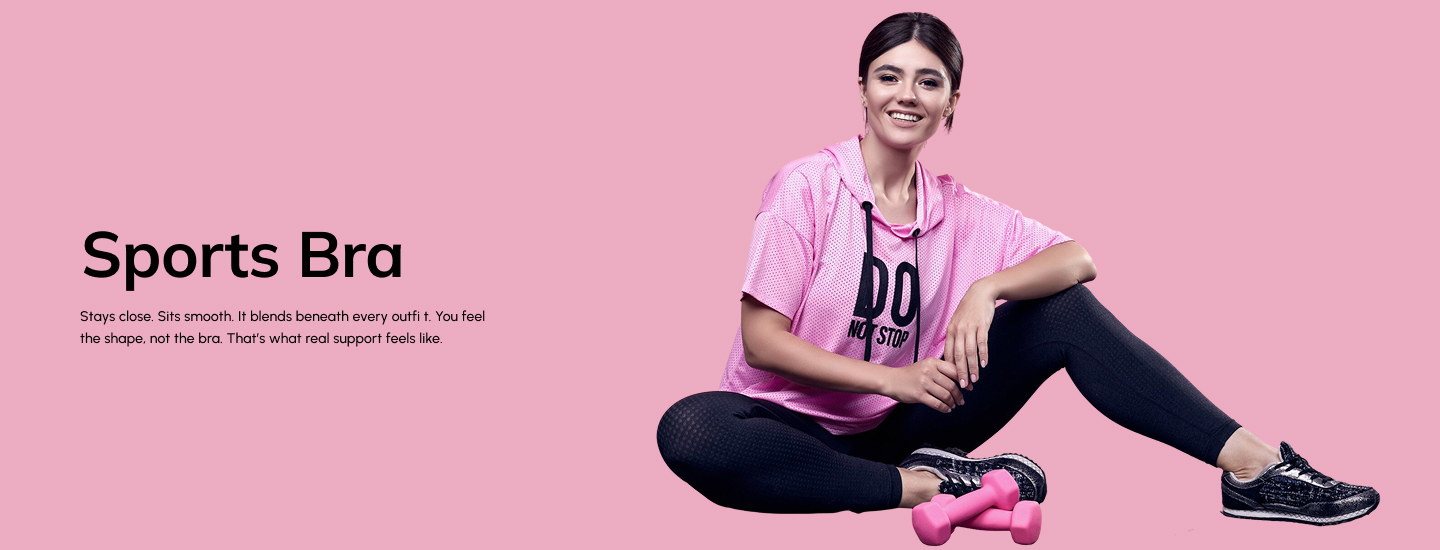 Sports Bra
Stays close. Sits smooth. It blends beneath every outfi t. You feel
the shape, not the bra. That's what real support feels like.
DO
NOT STOP